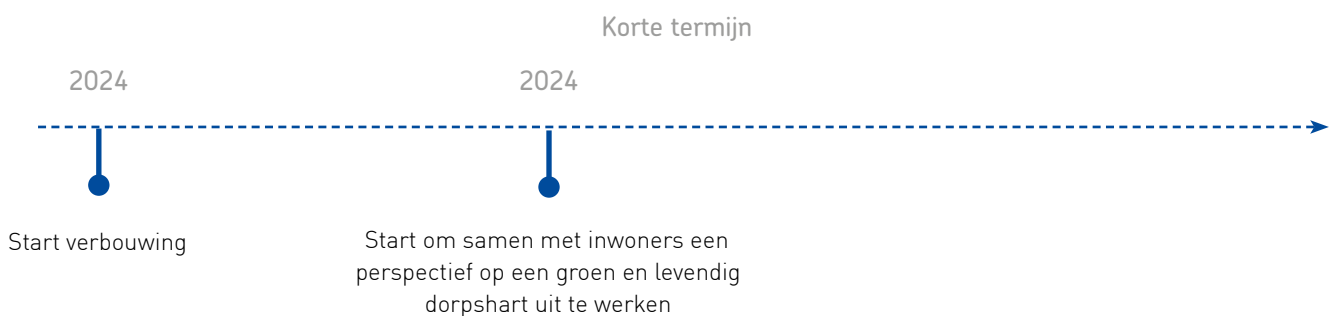 Korte termijn
2024
2024
Start verbouwing
Start om samen met inwoners een
perspectief op een groen en levendig
dorpshart uit te werken